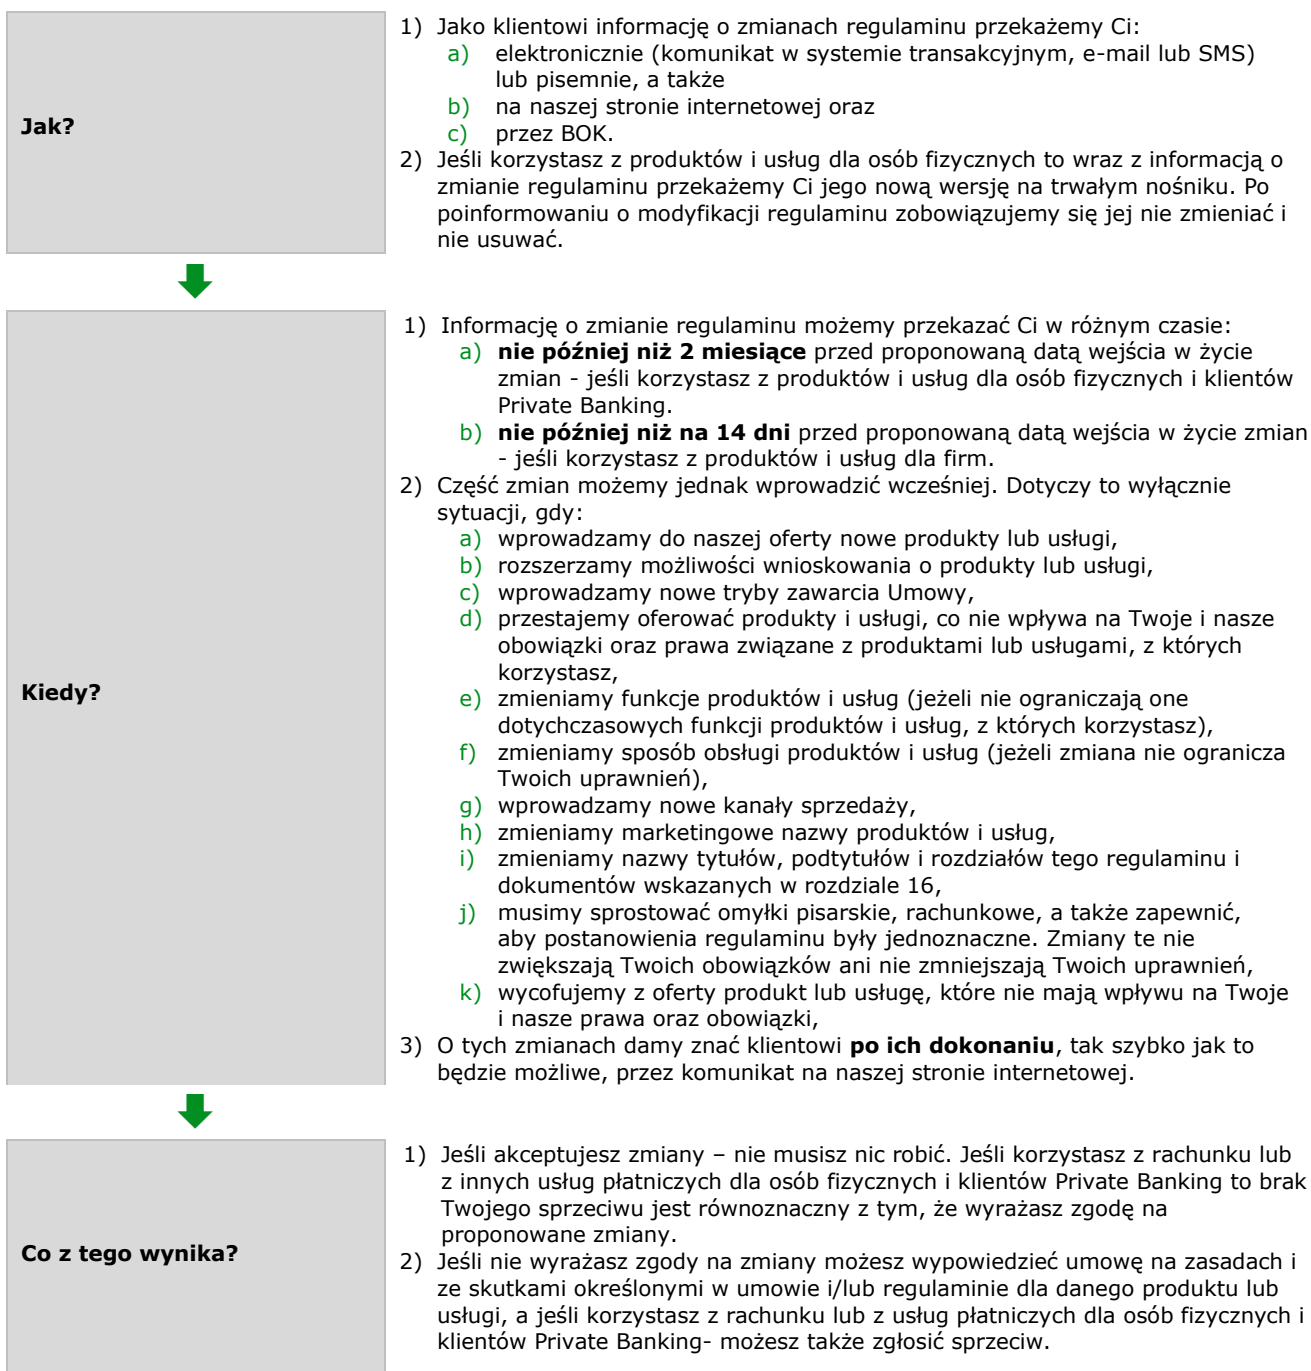 Jak?
1) Jako klientowi informację o zmianach regulaminu przekażemy Ci:
a) elektronicznie (komunikat w systemie transakcyjnym, e-mail lub SMS)
lub pisemnie, a także
b) na naszej stronie internetowej oraz
c) przez BOK.
2) Jeśli korzystasz z produktów i usług dla osób fizycznych to wraz z informacją o
zmianie regulaminu przekażemy Ci jego nową wersję na trwałym nośniku. Po
poinformowaniu o modyfikacji regulaminu zobowiązujemy się jej nie zmieniać i
nie usuwać.
Kiedy?
1) Informację o zmianie regulaminu możemy przekazać Ci w różnym czasie:
a) nie później niż 2 miesiące przed proponowaną datą wejścia w życie
zmian - jeśli korzystasz z produktów i usług dla osób fizycznych i klientów
Private Banking.
b) nie później niż na 14 dni przed proponowaną datą wejścia w życie zmian
- jeśli korzystasz z produktów i usług dla firm.
2) Część zmian możemy jednak wprowadzić wcześniej. Dotyczy to wyłącznie
sytuacji, gdy:
a) wprowadzamy do naszej oferty nowe produkty lub usługi,
b) rozszerzamy możliwości wnioskowania o produkty lub usługi,
c) wprowadzamy nowe tryby zawarcia Umowy,
d) przestajemy oferować produkty i usługi, co nie wpływa na Twoje i nasze
obowiązki oraz prawa związane z produktami lub usługami, z których
korzystasz,
e) zmieniamy funkcje produktów i usług (jeżeli nie ograniczają one
dotychczasowych funkcji produktów i usług, z których korzystasz),
f) zmieniamy sposób obsługi produktów i usług (jeżeli zmiana nie ogranicza
Twoich uprawnień),
g) wprowadzamy nowe kanały sprzedaży,
h) zmieniamy marketingowe nazwy produktów i usług,
i) zmieniamy nazwy tytułów, podtytułów i rozdziałów tego regulaminu i
dokumentów wskazanych w rozdziale 16,
j) musimy sprostować omyłki pisarskie, rachunkowe, a także zapewnić,
aby postanowienia regulaminu były jednoznaczne. Zmiany te nie
zwiększają Twoich obowiązków ani nie zmniejszają Twoich uprawnień,
k) wycofujemy z oferty produkt lub usługę, które nie mają wpływu na Twoje
i nasze prawa oraz obowiązki,
3) O tych zmianach damy znać klientowi po ich dokonaniu, tak szybko jak to
będzie możliwe, przez komunikat na naszej stronie internetowej.
Co z tego wynika?
1) Jeśli akceptujesz zmiany – nie musisz nic robić. Jeśli korzystasz z rachunku lub
z innych usług płatniczych dla osób fizycznych i klientów Private Banking to brak
Twojego sprzeciwu jest równoznaczny z tym, że wyrażasz zgodę na
proponowane zmiany.
2) Jeśli nie wyrażasz zgody na zmiany możesz wypowiedzieć umowę na zasadach i
ze skutkami określonymi w umowie i/lub regulaminie dla danego produktu lub
usługi, a jeśli korzystasz z rachunku lub z usług płatniczych dla osób fizycznych i
klientów Private Banking- możesz także zgłosić sprzeciw.